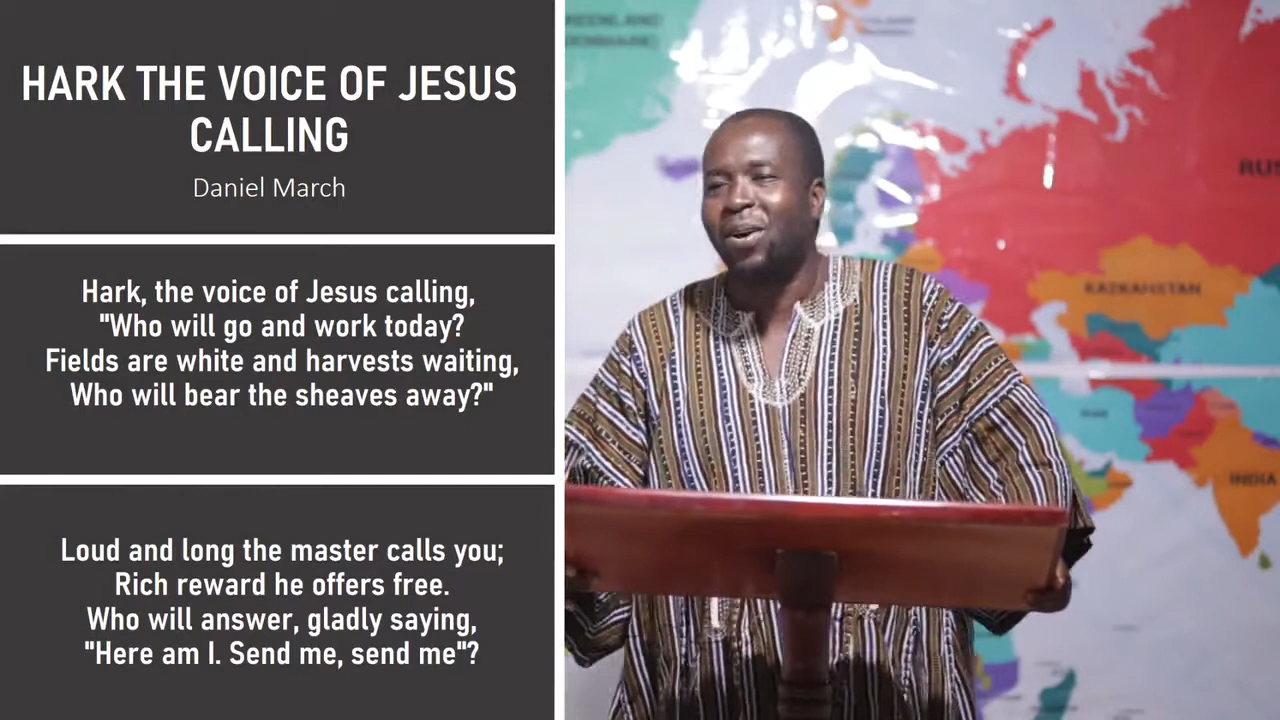 HARK THE VOICE OF JESUS
CALLING
Daniel March
Hark, the voice of Jesus calling,
"Who will go and work today?
Fields are white and harvests waiting,
Who will bear the sheaves away?"
Loud and long the master calls you;
Rich reward he offers free.
Who will answer, gladly saying,
"Here am I. Send me, send me"?
GREENLAND
KAZKAHSTAN
INDIA